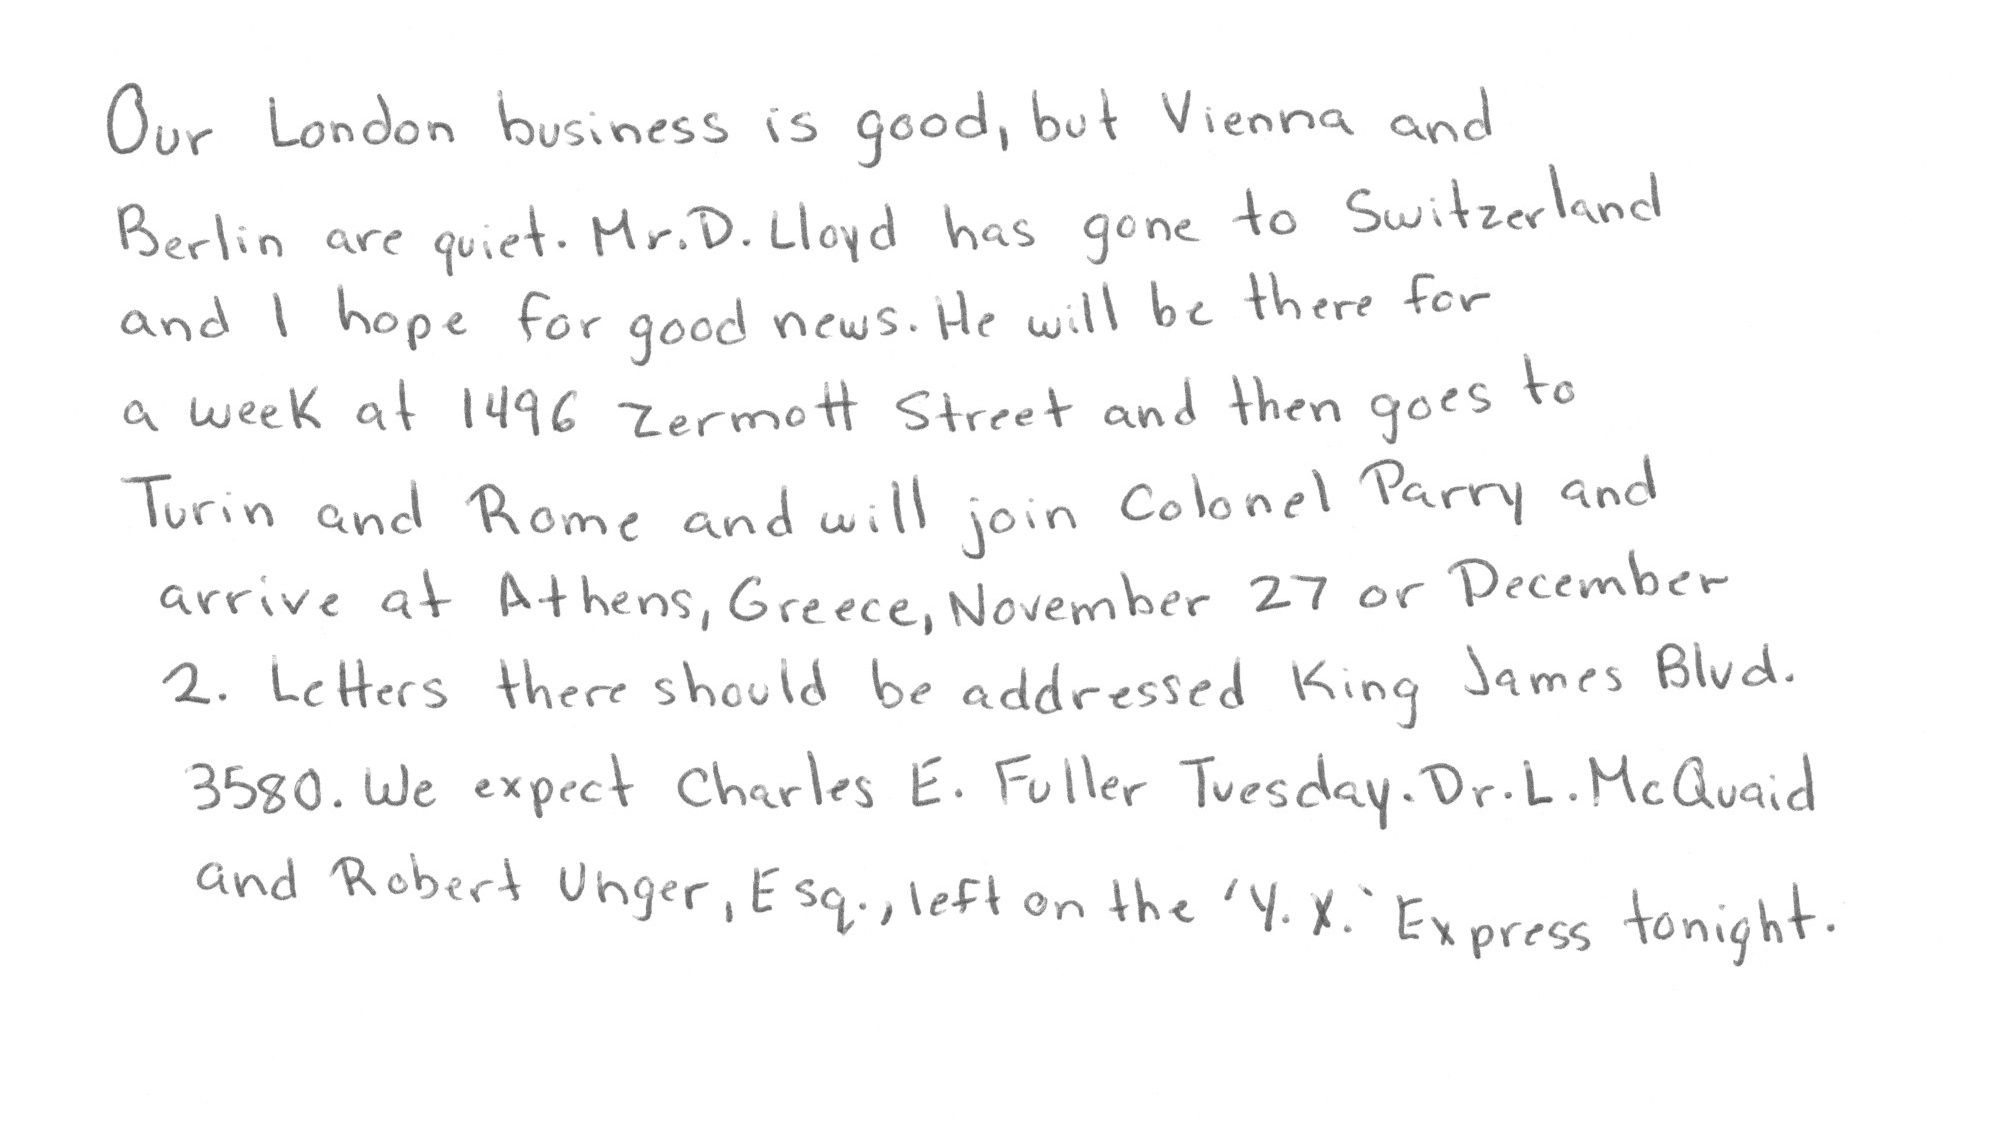 Our London business is good, but Vienna and
Berlin are quiet. Mr. D. Lloyd has gone to Switzerland
and I hope for good news. He will be there for
a week at 1496 Zermott Street and then goes to
Turin and Rome and will join Colonel Parry and
arrive at Athens, Greece, November 27 or December
2. Letters there should be addressed King James Blvd.
3580. We expect Charles E. Fuller Tuesday. Dr. L. McQuaid
and Robert Unger, Esq., left on the 'Y. X.' Express tonight.